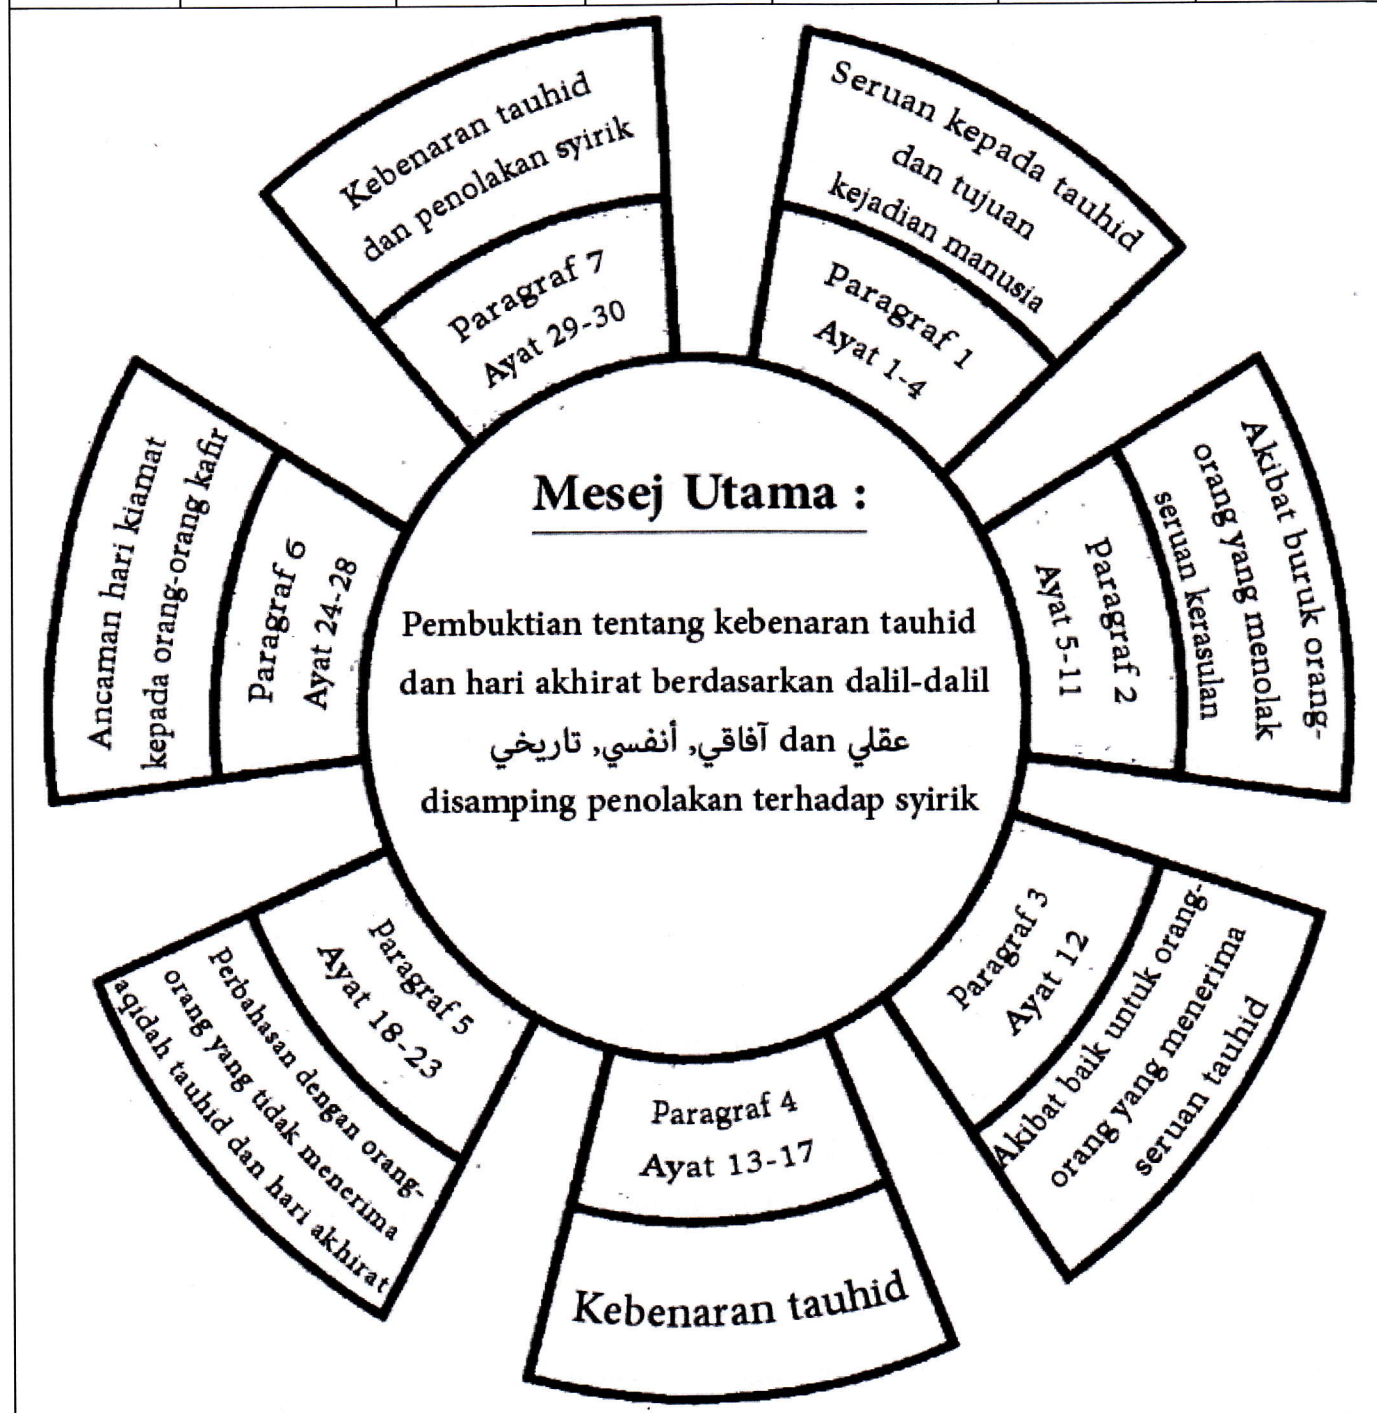 Mesej Utama :
Pembuktian tentang kebenaran tauhid
dan hari akhirat berdasarkan dalil-dalil
عقلي dan آفاقي, أنفسي, تاريخي
disamping penolakan terhadap syirik
Seruan kepada tauhid
dan tujuan
kejadian manusia
Paragraf 1
Ayat 1-4
Akibat buruk orang-
orang yang menolak
seruan kerasulan
Paragraf 2
Ayat 5-11
Paragraf 3
Ayat 12
Akibat baik untuk orang-
orang yang menerima
seruan tauhid
Paragraf 4
Ayat 13-17
Kebenaran tauhid
Paragraf 5
Ayat 18-23
Perbahasan dengan orang-
orang yang tidak menerima
aqidah tauhid dan hari akhirat
Ancaman hari kiamat
kepada orang-orang kafir
Paragraf 6
Ayat 24-28
Kebenaran tauhid
dan penolakan syirik
Paragraf 7
Ayat 29-30